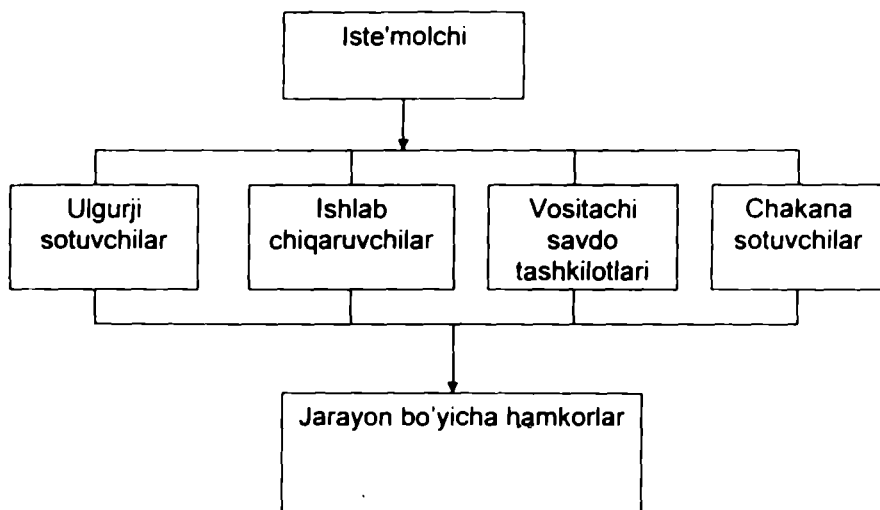 Iste'molchi
Ulgurji
sotuvchilar
Ishlab
chiqaruvchilar
Vositachi
savdo
tashkilotlari
Chakana
sotuvchilar
Jarayon bo'yicha hamkorlar